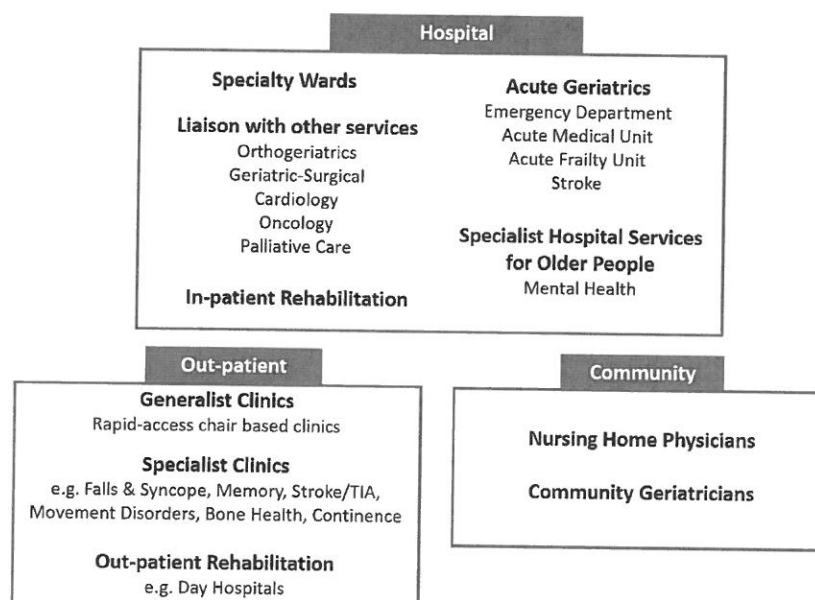 Hospital
Specialty Wards
Liaison with other services
Orthogeriatrics
Geriatric-Surgical
Cardiology
Oncology
Palliative Care
In-patient Rehabilitation
Acute Geriatrics
Emergency Department
Acute Medical Unit
Acute Frailty Unit
Stroke
Specialist Hospital Services
for Older People
Mental Health
Out-patient
Generalist Clinics
Rapid-access chair based clinics
Specialist Clinics
e.g. Falls & Syncope, Memory, Stroke/TIA,
Movement Disorders, Bone Health, Continence
Out-patient Rehabilitation
e.g. Day Hospitals
Community
Nursing Home Physicians
Community Geriatricians